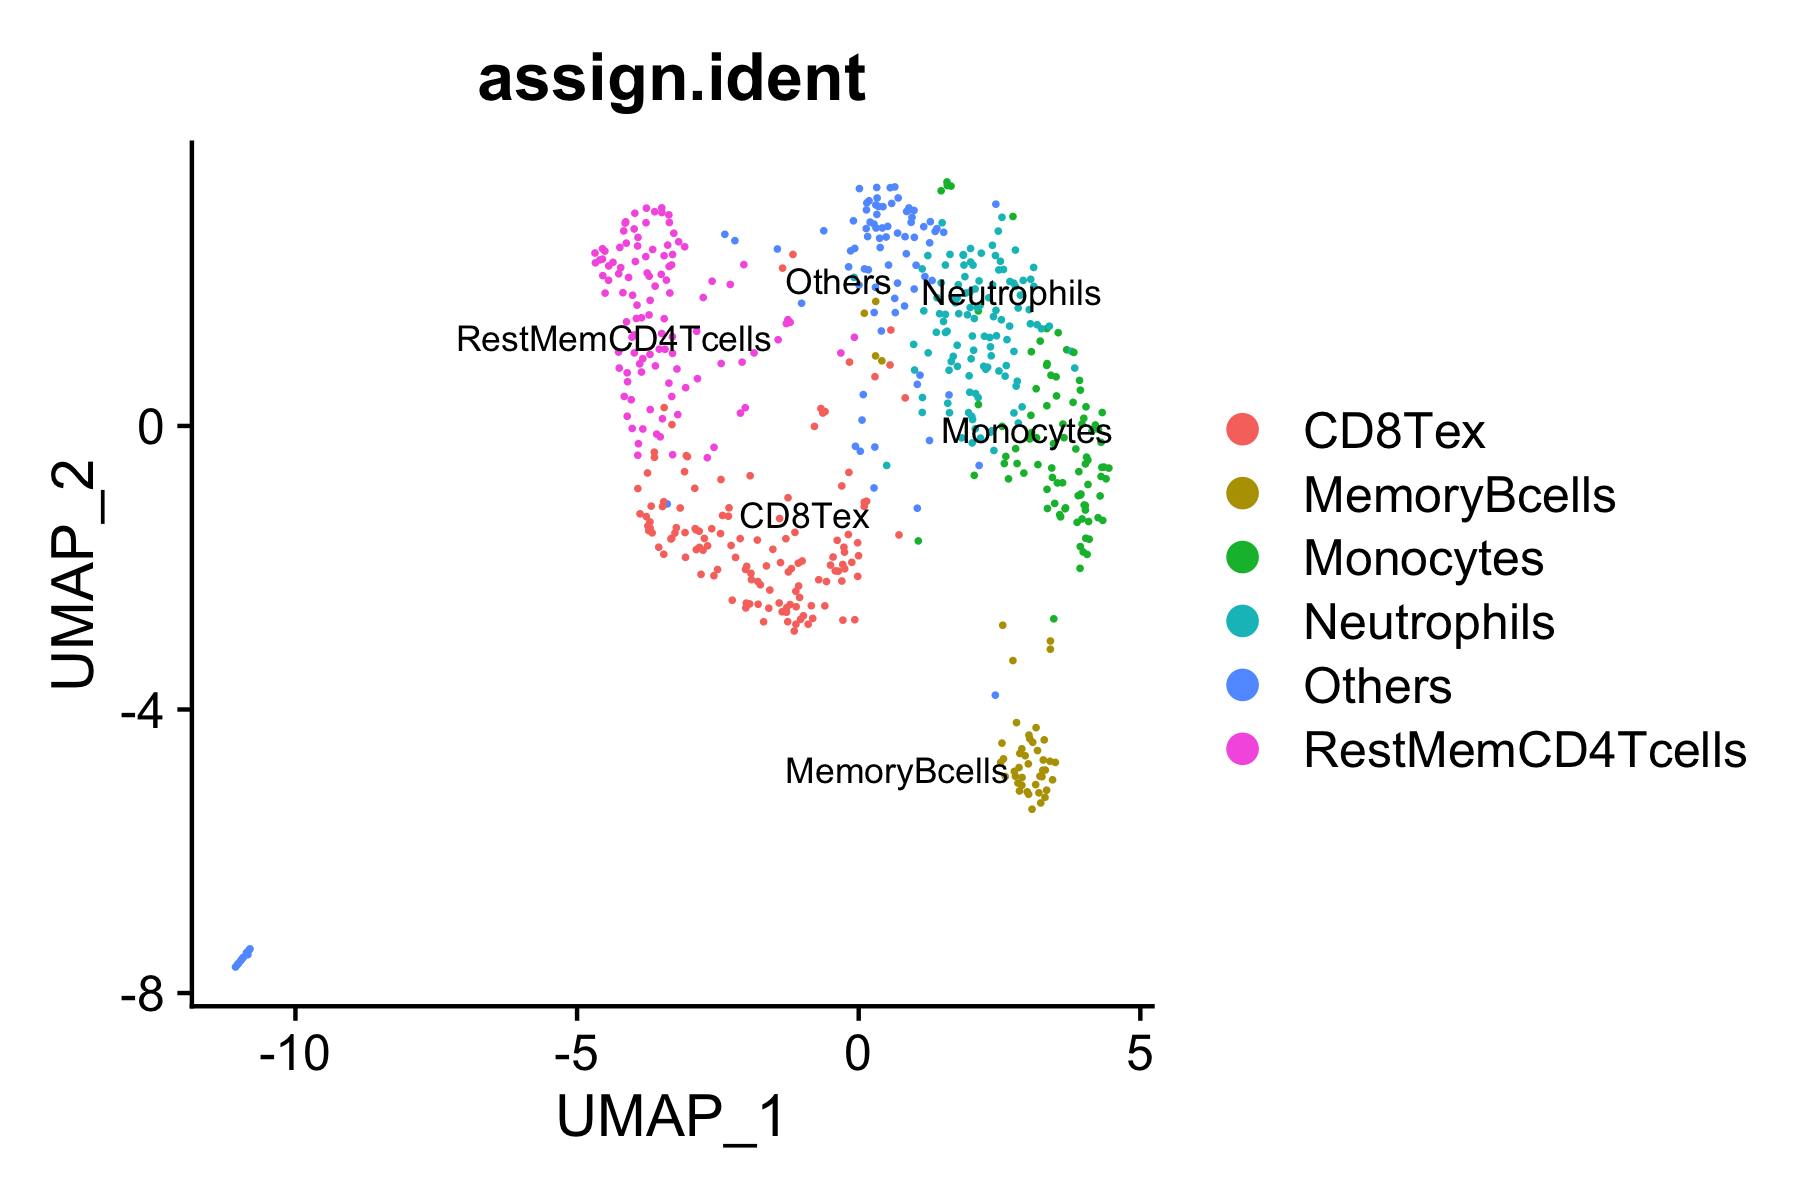 assign.ident
UMAP_2
0
-4
-8
Others
Neutrophils
RestMemCD4Tcells
Monocytes
CD8Tex
MemoryBcells
-10
-5
0
5
UMAP_1
CD8Tex
MemoryBcells
Monocytes
Neutrophils
Others
RestMemCD4Tcells